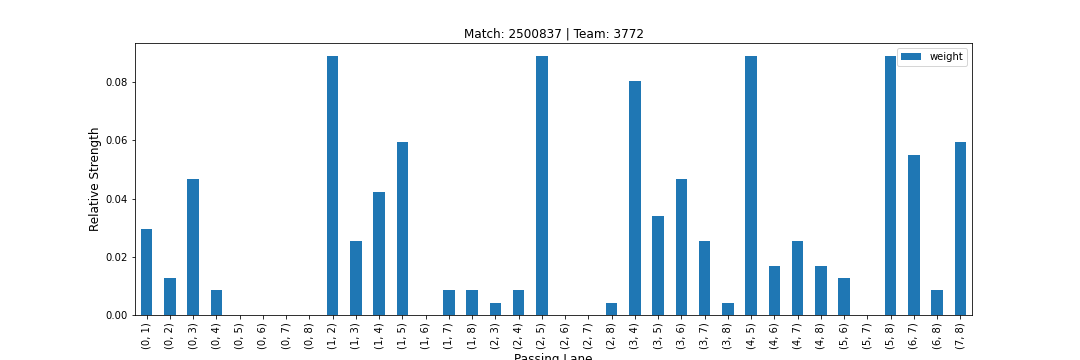 Match: 2500837 | Team: 3772
weight
Relative Strength
0.08
0.06
0.04
0.02
0.00
(0, 1) (0, 2) (0, 3) (0, 4) (0, 5) (0, 6) (0, 7) (0, 8) (1, 2) (1, 3) (1, 4) (1, 5) (1, 6) (1, 7) (1, 8) (2, 3) (2, 4) (2, 5) (2, 6) (2, 7) (2, 8) (3, 4) (3, 5) (3, 6) (3, 7) (3, 8) (4, 5) (4, 6) (4, 7) (4, 8) (5, 6) (5, 7) (5, 8) (6, 7) (6, 8) (7, 8)
Passing Lane